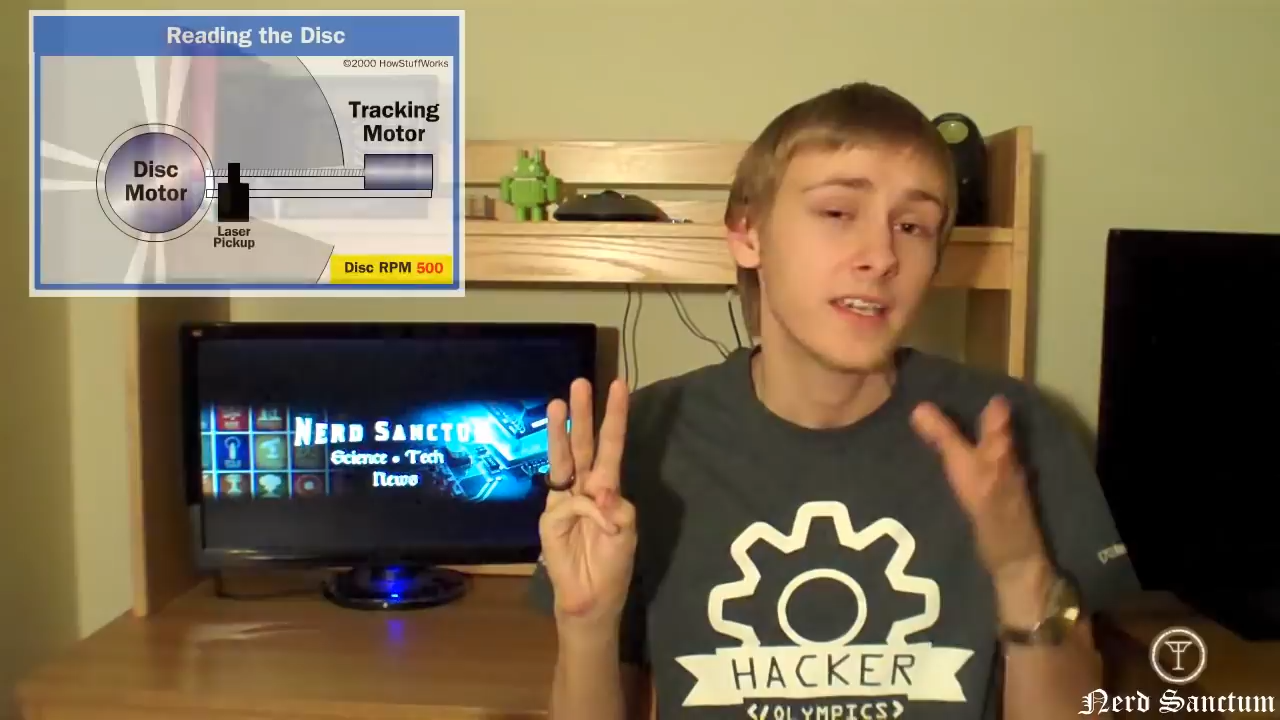 Reading the Disc
©2000 HowStuffWorks
Tracking
Motor
Disc
Motor
Laser
Pickup
Disc RPM 500
NERD SANCTU
Science • Tech
News
HACKER
</OLYMPICS>
Nerd Sanctum